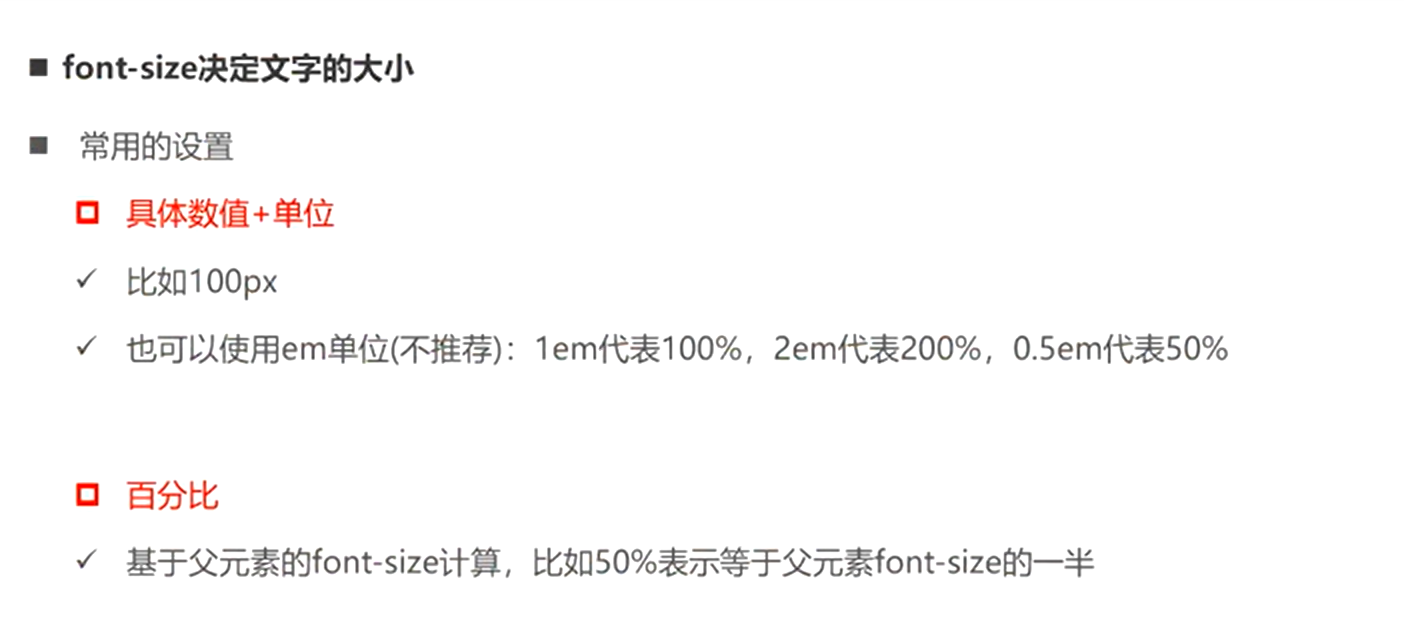 ■ font-size决定文字的大小
■ 常用的设置
具体数值+单位
✓ 比如100px
✓ 也可以使用em单位(不推荐)：1em代表100%，2em代表200%，0.5em代表50%
百分比
✓ 基于父元素的font-size计算，比如50%表示等于父元素font-size的一半